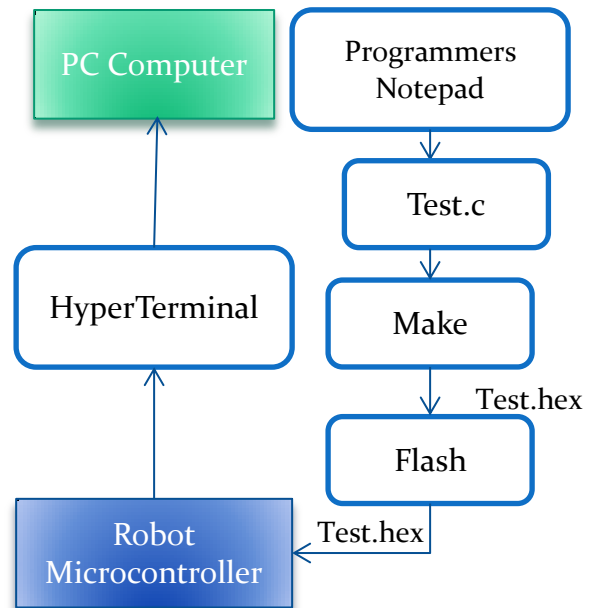 PC Computer
Programmers
Notepad
Test.c
HyperTerminal
Make
Test.hex
Flash
Test.hex
Robot
Microcontroller